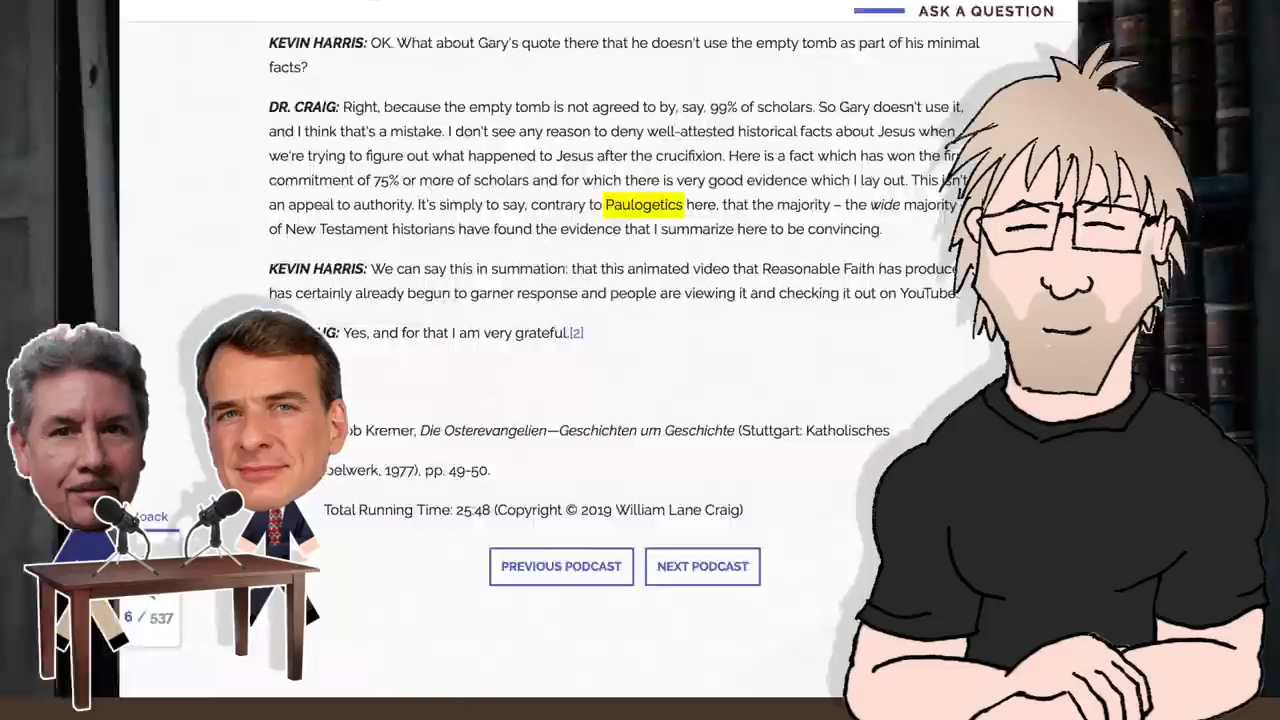 ASK A QUESTION
KEVIN HARRIS: OK. What about Gary's quote there that he doesn't use the empty tomb as part of his minimal
facts?
DR. CRAIG: Right, because the empty tomb is not agreed to by, say, 99% of scholars. So Gary doesn't use it,
and I think that's a mistake. I don't see any reason to deny well-attested historical facts about Jesus when
we're trying to figure out what happened to Jesus after the crucifixion. Here is a fact which has won the
commitment of 75% or more of scholars and for which there is very good evidence which I lay out. This isn't
an appeal to authority. It's simply to say, contrary to Paulogetics here, that the majority – the wide majority
of New Testament historians have found the evidence that I summarize here to be convincing.
KEVIN HARRIS: We can say this in summation: that this animated video that Reasonable Faith has
has certainly already begun to garner response and people are viewing it and checking it out on YouTube.
Yes, and for that I am very grateful.[2]
Kremer, Die Osterevangelien—Geschichten um Geschichte (Stuttgart: Katholisches
1977), pp. 49-50.
Total Running Time: 25:48 (Copyright © 2019 William Lane Craig)
PREVIOUS PODCAST NEXT PODCAST
6 / 537